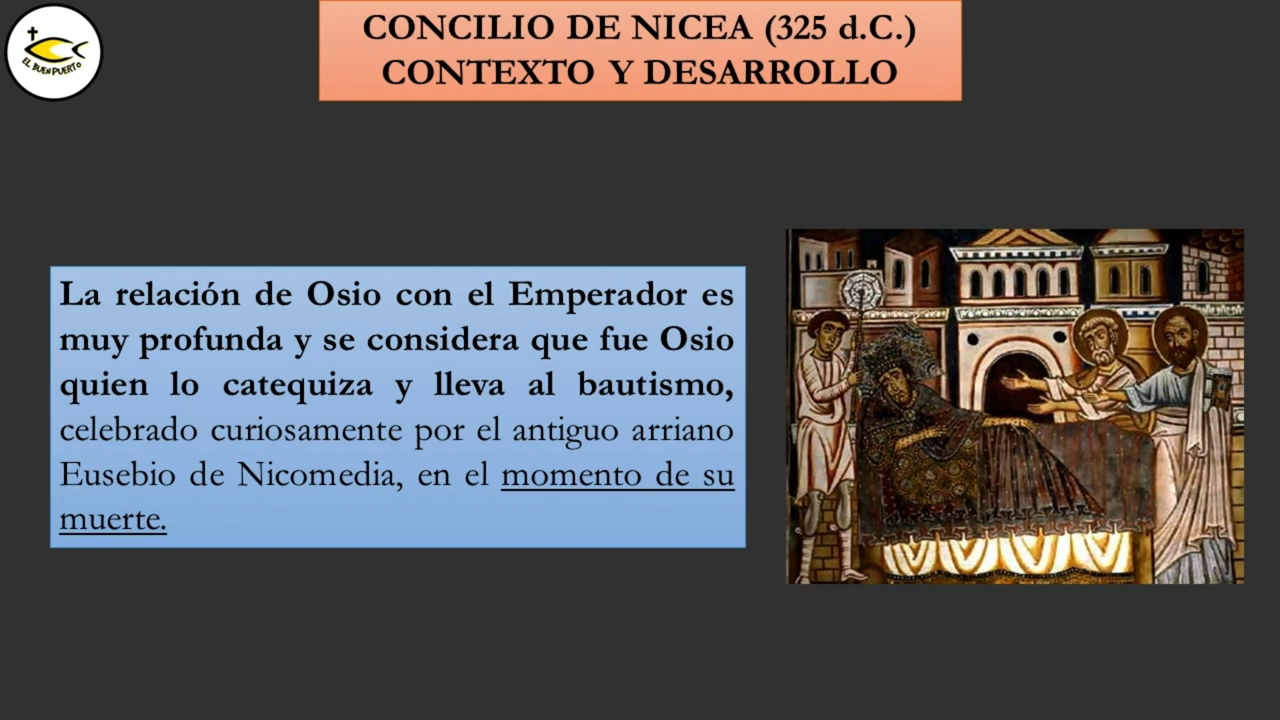 EL BUEN PUERTO
CONCILIO DE NICEA (325 d.C.)
CONTEXTO Y DESARROLLO
La relación de Osio con el Emperador es
muy profunda y se considera que fue Osio
quien lo catequiza y lleva al bautismo,
celebrado curiosamente por el antiguo arriano
Eusebio de Nicomedia, en el momento de su
muerte.